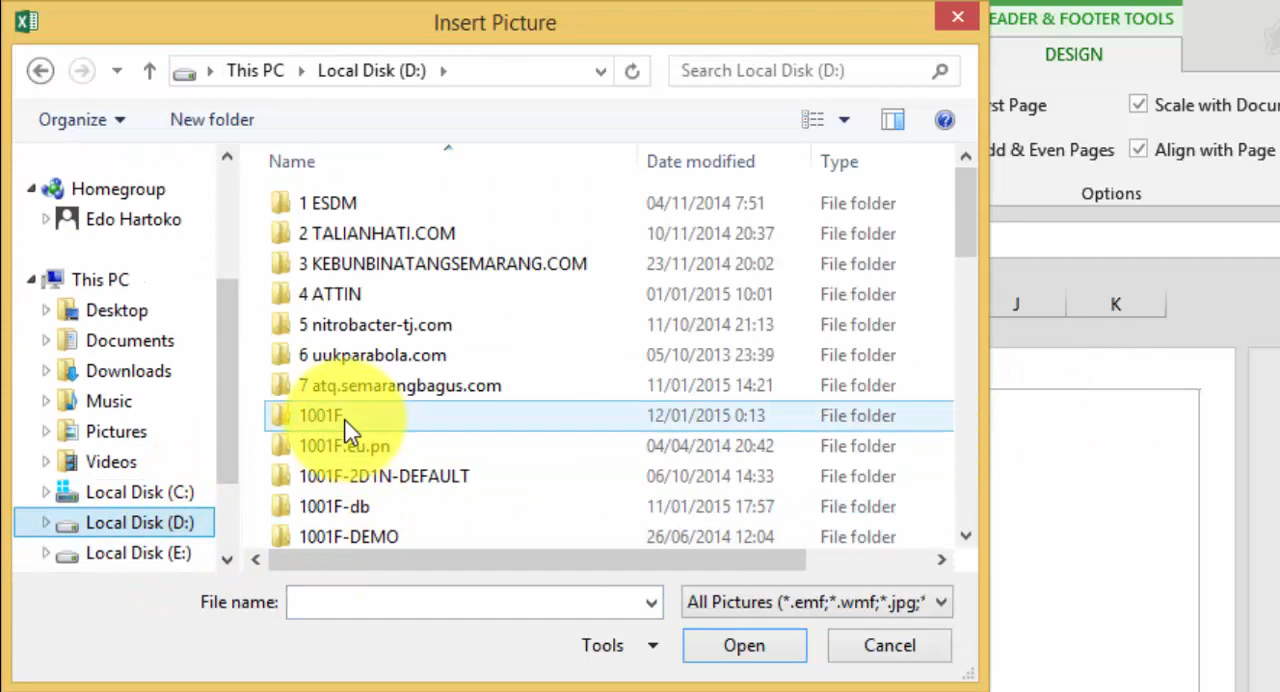 Insert Picture
This PC Local Disk (D:)
Search Local Disk (D:)
Organize
New folder
Name Date modified Type
Homegroup
Edo Hartoko
This PC
Desktop
Documents
Downloads
Music
Pictures
Videos
Local Disk (C:)
Local Disk (D:)
Local Disk (E:)
1 ESDM 04/11/2014 7:51 File folder
2 TALIANHATI.COM 10/11/2014 20:37 File folder
3 KEBUNBINATANGSEMARANG.COM 23/11/2014 20:02 File folder
4 ATTIN 01/01/2015 10:01 File folder
5 nitrobacter-tj.com 11/10/2014 21:13 File folder
6 uukparabola.com 05/10/2013 23:39 File folder
7 atq.semarangbagus.com 11/01/2015 14:21 File folder
1001F 12/01/2015 0:13 File folder
1001F.eu.pn 04/04/2014 20:42 File folder
1001F-2D1N-DEFAULT 06/10/2014 14:33 File folder
1001F-db 11/01/2015 17:57 File folder
1001F-DEMO 26/06/2014 12:04 File folder
File name:
All Pictures (*.emf;*.wmf;*.jpg;*
Tools
Open
Cancel
EADER & FOOTER TOOLS
DESIGN
rst Page
Scale with Docu
dd & Even Pages
Align with Page
Options
J K